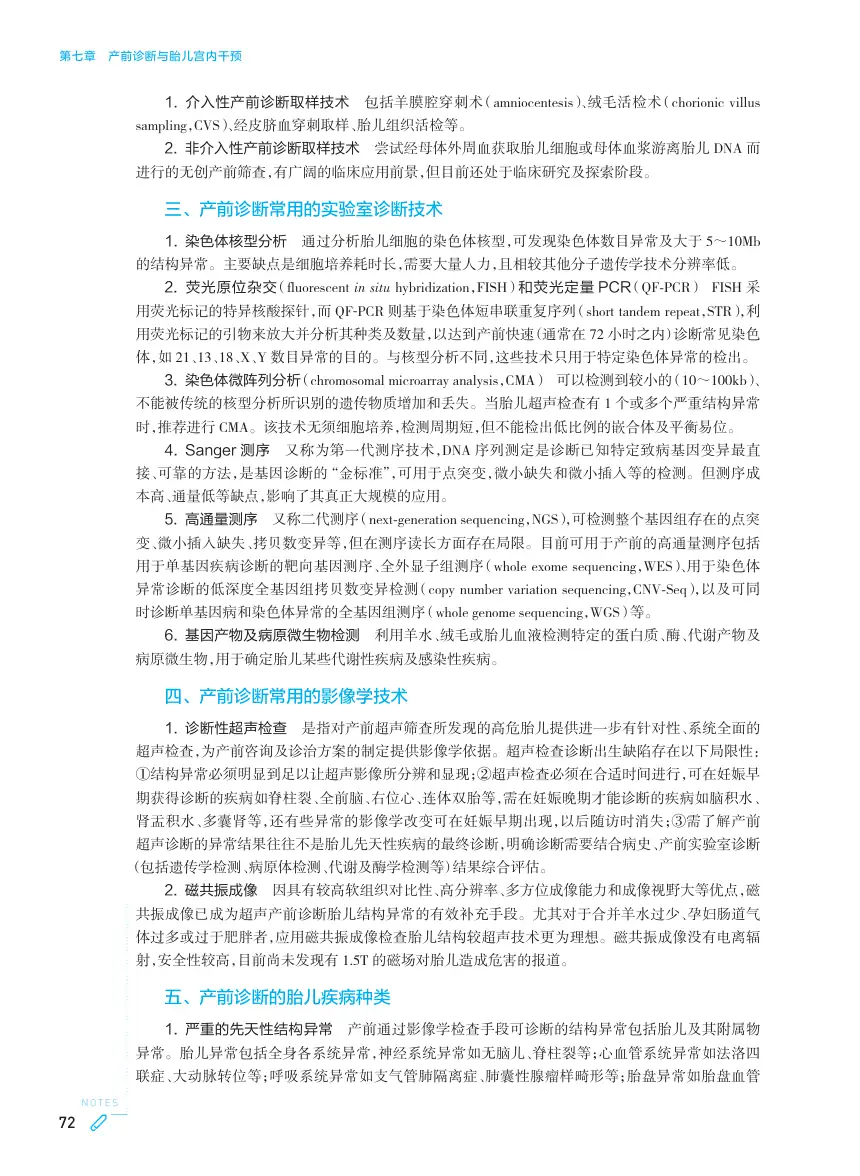 第七章 产前诊断与胎儿宫内干预
1. 介入性产前诊断取样技术 包括羊膜腔穿刺术（amniocentesis）、绒毛活检术（chorionic villus
sampling，CVS）、经皮脐血穿刺取样、胎儿组织活检等。
2. 非介入性产前诊断取样技术 尝试经母体外周血获取胎儿细胞或母体血浆游离胎儿 DNA 而
进行的无创产前筛查，有广阔的临床应用前景，但目前还处于临床研究及探索阶段。
三、产前诊断常用的实验室诊断技术
1. 染色体核型分析 通过分析胎儿细胞的染色体核型，可发现染色体数目异常及大于 5～10Mb
的结构异常。主要缺点是细胞培养耗时长，需要大量人力，且相较其他分子遗传学技术分辨率低。
2. 荧光原位杂交（fluorescent in situ hybridization，FISH）和荧光定量 PCR（QF-PCR） FISH 采
用荧光标记的特异核酸探针，而 QF-PCR 则基于染色体短串联重复序列（short tandem repeat，STR），利
用荧光标记的引物来放大并分析其种类及数量，以达到产前快速（通常在 72 小时之内）诊断常见染色
体，如 21、13、18、X、Y 数目异常的目的。与核型分析不同，这些技术只用于特定染色体异常的检出。
3. 染色体微阵列分析（chromosomal microarray analysis，CMA） 可以检测到较小的（10～100kb）、
不能被传统的核型分析所识别的遗传物质增加和丢失。当胎儿超声检查有 1 个或多个严重结构异常
时，推荐进行 CMA。该技术无须细胞培养，检测周期短，但不能检出低比例的嵌合体及平衡易位。
4. Sanger 测序 又称为第一代测序技术，DNA 序列测定是诊断已知特定致病基因变异最直
接、可靠的方法，是基因诊断的“金标准”，可用于点突变，微小缺失和微小插入等的检测。但测序成
本高、通量低等缺点，影响了其真正大规模的应用。
5. 高通量测序 又称二代测序（next-generation sequencing，NGS），可检测整个基因组存在的点突
变、微小插入缺失、拷贝数变异等，但在测序读长方面存在局限。目前可用于产前的高通量测序包括
用于单基因疾病诊断的靶向基因测序、全外显子组测序（whole exome sequencing，WES）、用于染色体
异常诊断的低深度全基因组拷贝数变异检测（copy number variation sequencing，CNV-Seq），以及可同
时诊断单基因病和染色体异常的全基因组测序（whole genome sequencing，WGS）等。
6. 基因产物及病原微生物检测 利用羊水、绒毛或胎儿血液检测特定的蛋白质、酶、代谢产物及
病原微生物，用于确定胎儿某些代谢性疾病及感染性疾病。
四、产前诊断常用的影像学技术
1. 诊断性超声检查 是指对产前超声筛查所发现的高危胎儿提供进一步有针对性、系统全面的
超声检查，为产前咨询及诊治方案的制定提供影像学依据。超声检查诊断出生缺陷存在以下局限性：
①结构异常必须明显到足以让超声影像所分辨和显现；②超声检查必须在合适时间进行，可在妊娠早
期获得诊断的疾病如脊柱裂、全前脑、右位心、连体双胎等，需在妊娠晚期才能诊断的疾病如脑积水、
肾盂积水、多囊肾等，还有些异常的影像学改变可在妊娠早期出现，以后随访时消失；③需了解产前
超声诊断的异常结果往往不是胎儿先天性疾病的最终诊断，明确诊断需要结合病史、产前实验室诊断
（包括遗传学检测、病原体检测、代谢及酶学检测等）结果综合评估。
2. 磁共振成像 因具有较高软组织对比性、高分辨率、多方位成像能力和成像视野大等优点，磁
共振成像已成为超声产前诊断胎儿结构异常的有效补充手段。尤其对于合并羊水过少、孕妇肠道气
体过多或过于肥胖者，应用磁共振成像检查胎儿结构较超声技术更为理想。磁共振成像没有电离辐
射，安全性较高，目前尚未发现有 1.5T 的磁场对胎儿造成危害的报道。
五、产前诊断的胎儿疾病种类
1. 严重的先天性结构异常 产前通过影像学检查手段可诊断的结构异常包括胎儿及其附属物
异常。胎儿异常包括全身各系统异常，神经系统异常如无脑儿、脊柱裂等；心血管系统异常如法洛四
联症、大动脉转位等；呼吸系统异常如支气管肺隔离症、肺囊性腺瘤样畸形等；胎盘异常如胎盘血管
NOTES
72